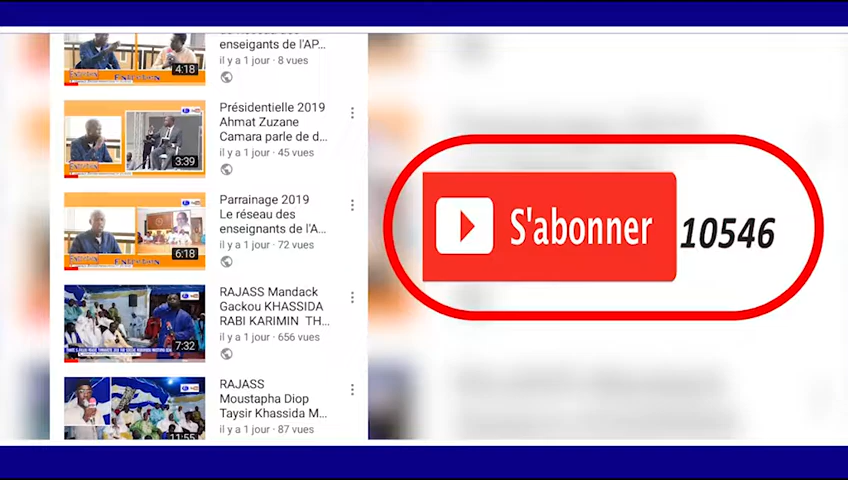 enseigants de l'AP...
il y a 1 jour · 8 vues
4:18
Présidentielle 2019
Ahmat Zuzane
Camara parle de d...
il y a 1 jour · 45 vues
3:39
Parrainage 2019
Le réseau des
enseignants de l'A...
il y a 1 jour · 72 vues
6:18
RAJASS Mandack
Gackou KHASSIDA
RABI KARIMIN TH...
il y a 1 jour · 656 vues
7:32
RAJASS
Moustapha Diop
Taysir Khassida M...
il y a 1 jour · 87 vues
11:55
S'abonner
10546